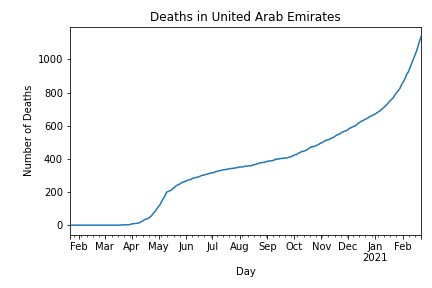 Deaths in United Arab Emirates
Number of Deaths
1000
800
600
400
200
0
Feb Mar Apr May Jun Jul Aug Sep Oct Nov Dec Jan Feb
2021
Day